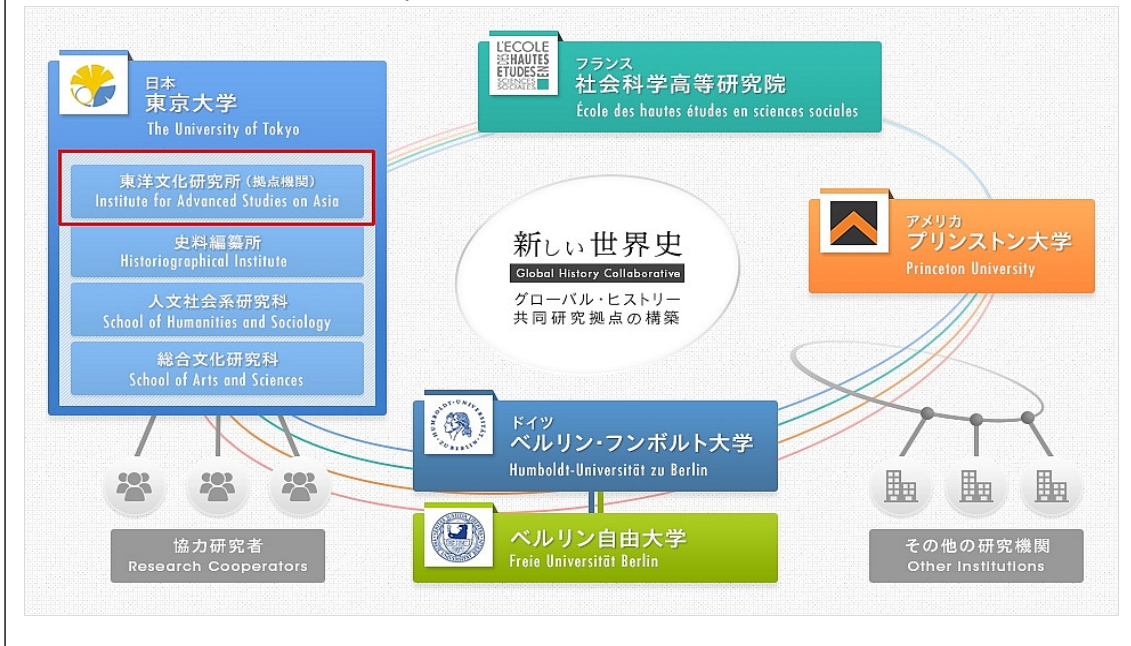 日本
東京大学
The University of Tokyo
東洋文化研究所(拠点機関)
Institute for Advanced Studies on Asia
史料編纂所
Historiographical Institute
人文社会系研究科
School of Humanities and Sociology
総合文化研究科
School of Arts and Sciences
L'ECOLE
DES HAUTES
ETUDES EN
SCIENCES
SOCIALES
フランス
社会科学高等研究院
École des hautes études en sciences sociales
アメリカ
プリンストン大学
Princeton University
新しい世界史
Global History Collaborative
グローバル・ヒストリー
共同研究拠点の構築
HUMBOLDT-UNIVERSITÄT ZU BERLIN
ドイツ
ベルリン・フンボルト大学
Humboldt-Universität zu Berlin
ベルリン自由大学
Freie Universität Berlin
協力研究者
Research Cooperators
その他の研究機関
Other Institutions